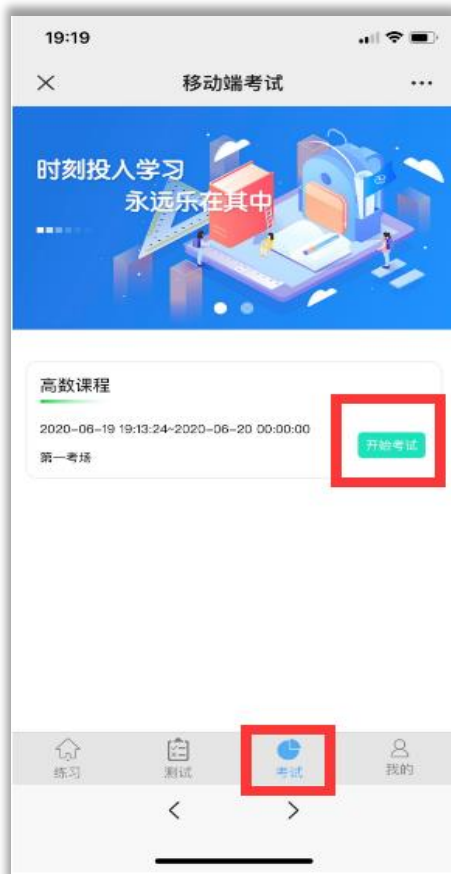 19:19
移动端考试
时刻投入学习
永远乐在其中
高数课程
2020-06-19 19:13:24~2020-06-20 00:00:00
开始考试
第一考场
练习
测试
考试
我的